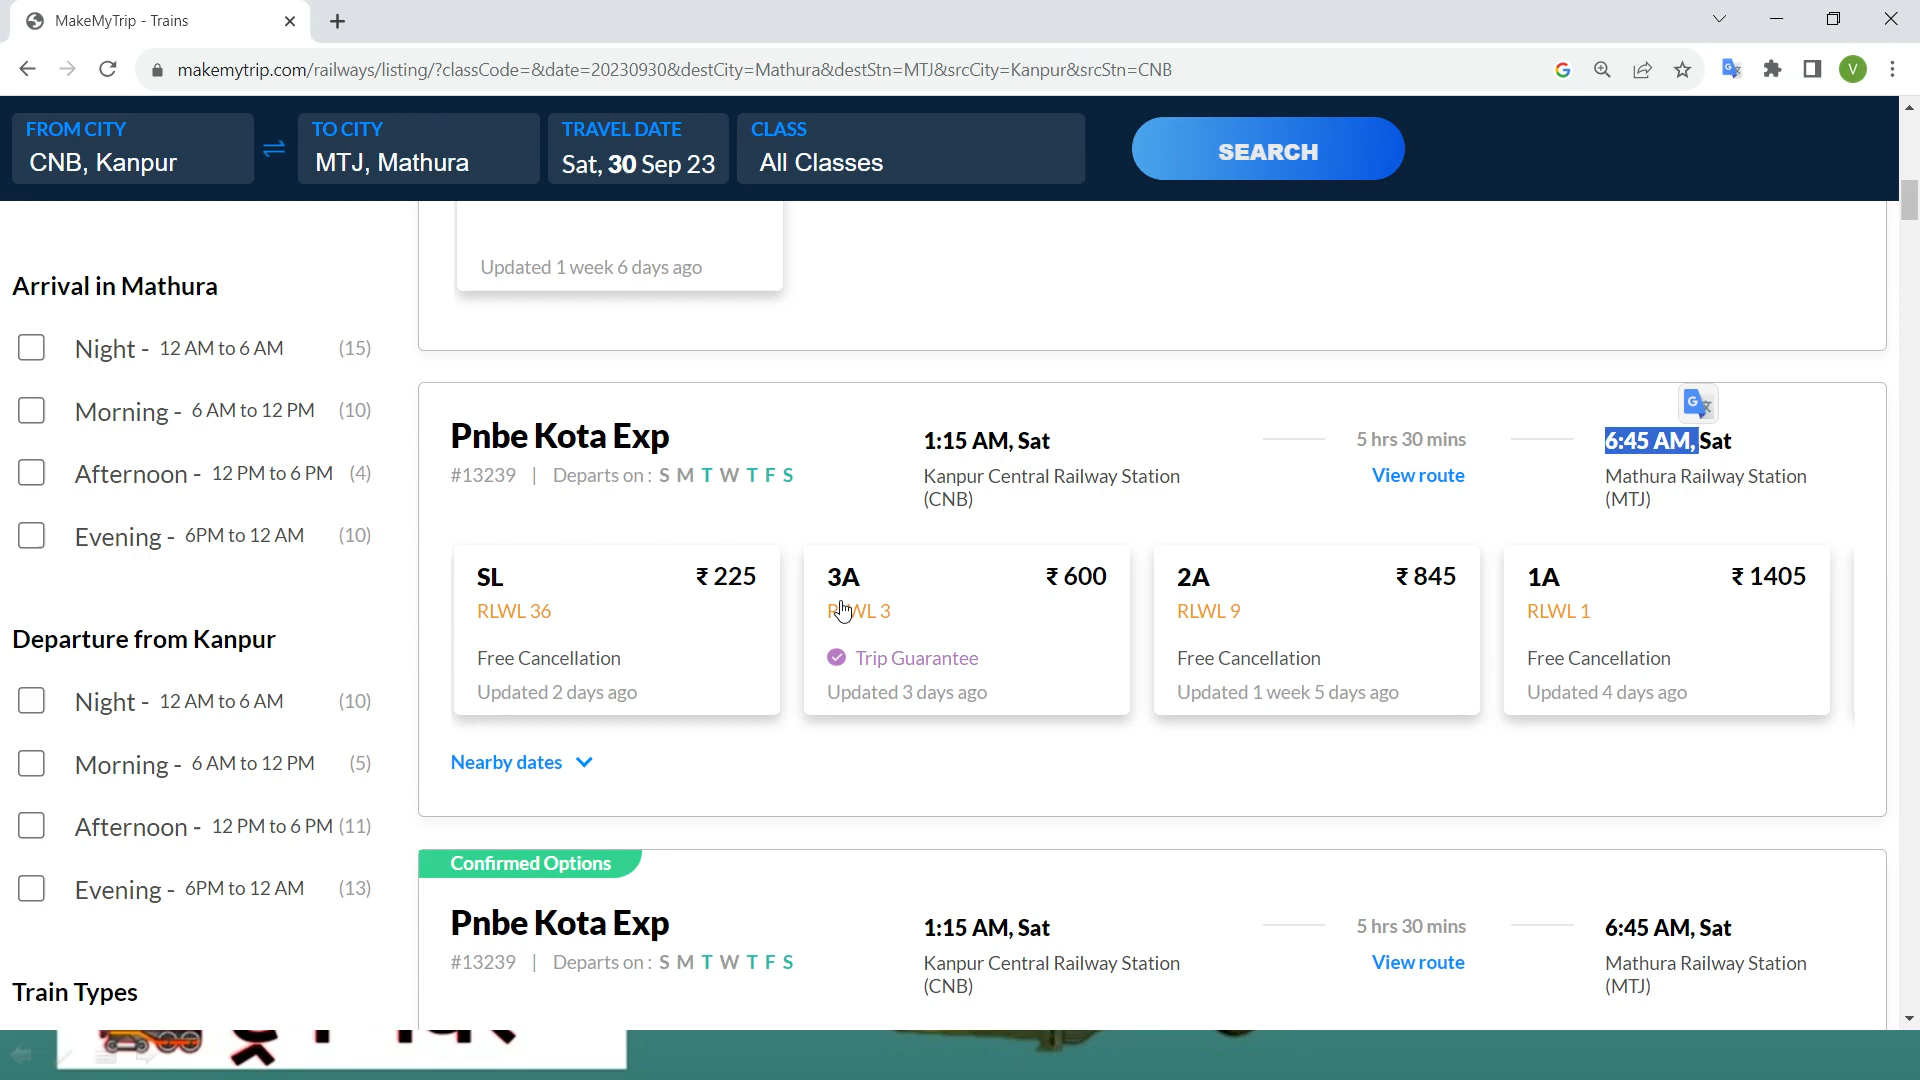 MakeMyTrip - Trains
makemytrip.com/railways/listing/?classCode=&date=20230930&destCity=Mathura&destStn=MTJ&srcCity=Kanpur&srcStn=CNB
V
FROM CITY
CNB, Kanpur
TO CITY
MTJ, Mathura
TRAVEL DATE
Sat, 30 Sep 23
CLASS
All Classes
SEARCH
Arrival in Mathura
Night - 12 AM to 6 AM (15)
Morning - 6 AM to 12 PM (10)
Afternoon - 12 PM to 6 PM (4)
Evening - 6PM to 12 AM (10)
Departure from Kanpur
Night - 12 AM to 6 AM (10)
Morning - 6 AM to 12 PM (5)
Afternoon - 12 PM to 6 PM (11)
Evening - 6PM to 12 AM (13)
Train Types
Updated 1 week 6 days ago
Pnbe Kota Exp
#13239 | Departs on : S M T W T F S
1:15 AM, Sat
Kanpur Central Railway Station
(CNB)
5 hrs 30 mins
View route
6:45 AM, Sat
Mathura Railway Station
(MTJ)
SL ₹ 225
RLWL 36
Free Cancellation
Updated 2 days ago
3A ₹ 600
RLWL 3
Trip Guarantee
Updated 3 days ago
2A ₹ 845
RLWL 9
Free Cancellation
Updated 1 week 5 days ago
1A ₹ 1405
RLWL 1
Free Cancellation
Updated 4 days ago
Nearby dates
Confirmed Options
Pnbe Kota Exp
#13239 | Departs on : S M T W T F S
1:15 AM, Sat
Kanpur Central Railway Station
(CNB)
5 hrs 30 mins
View route
6:45 AM, Sat
Mathura Railway Station
(MTJ)